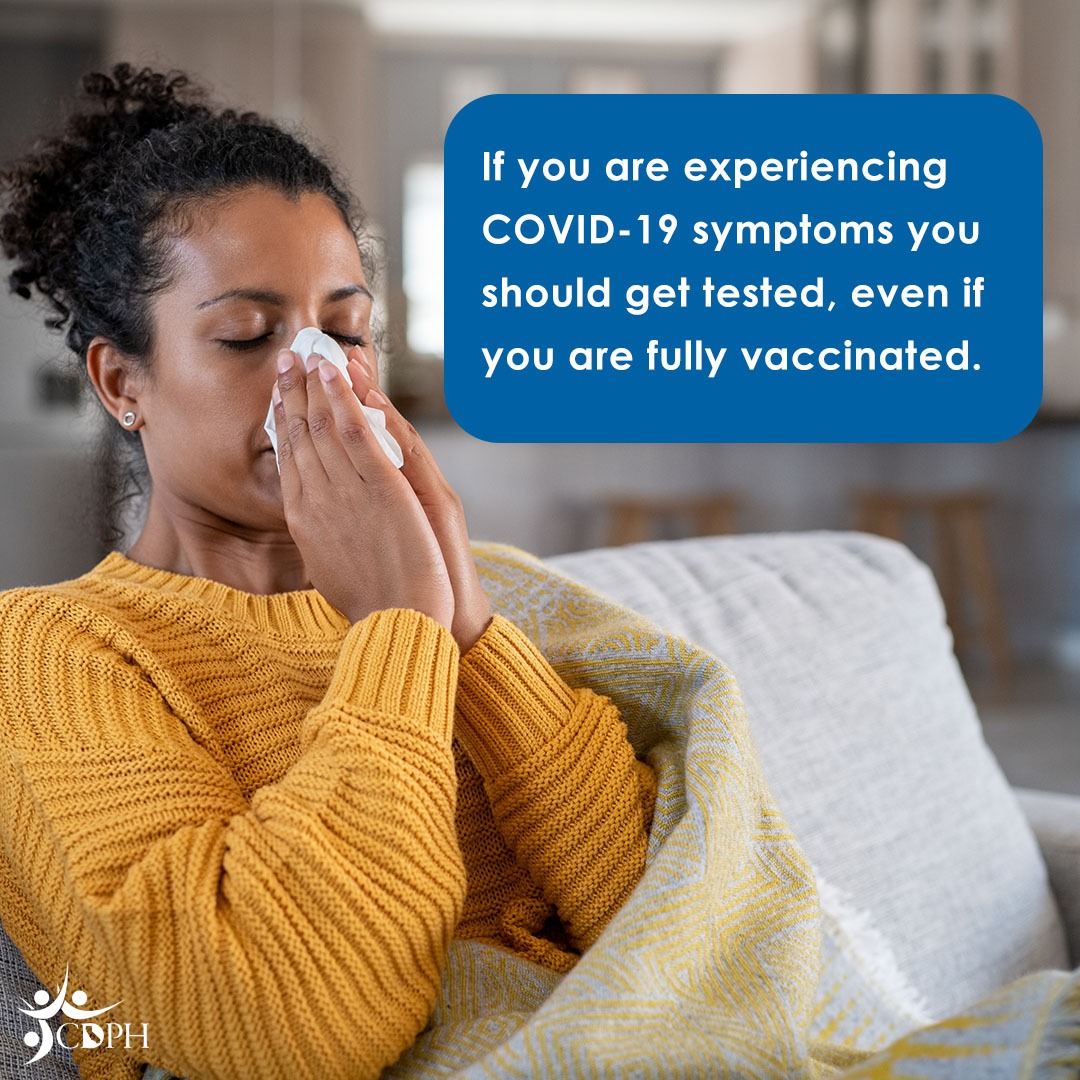 If you are experiencing
COVID-19 symptoms you
should get tested, even if
you are fully vaccinated.
CDPH